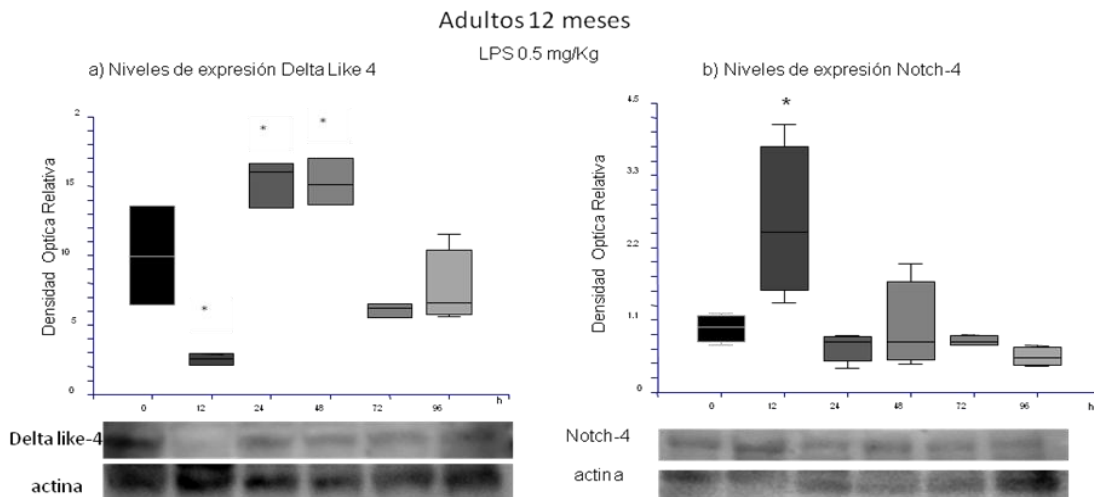 Adultos 12 meses
LPS 0.5 mg/Kg
a) Niveles de expresión Delta Like 4
Densidad Optíca Relativa
2
15
10
5
0
*
*
*
0 12 24 48 72 96 h
Delta like-4
actina
b) Niveles de expresión Notch-4
Densidad Optíca Relativa
4.5
3.3
2.2
1.1
0
*
0 12 24 48 72 96 h
Notch-4
actina